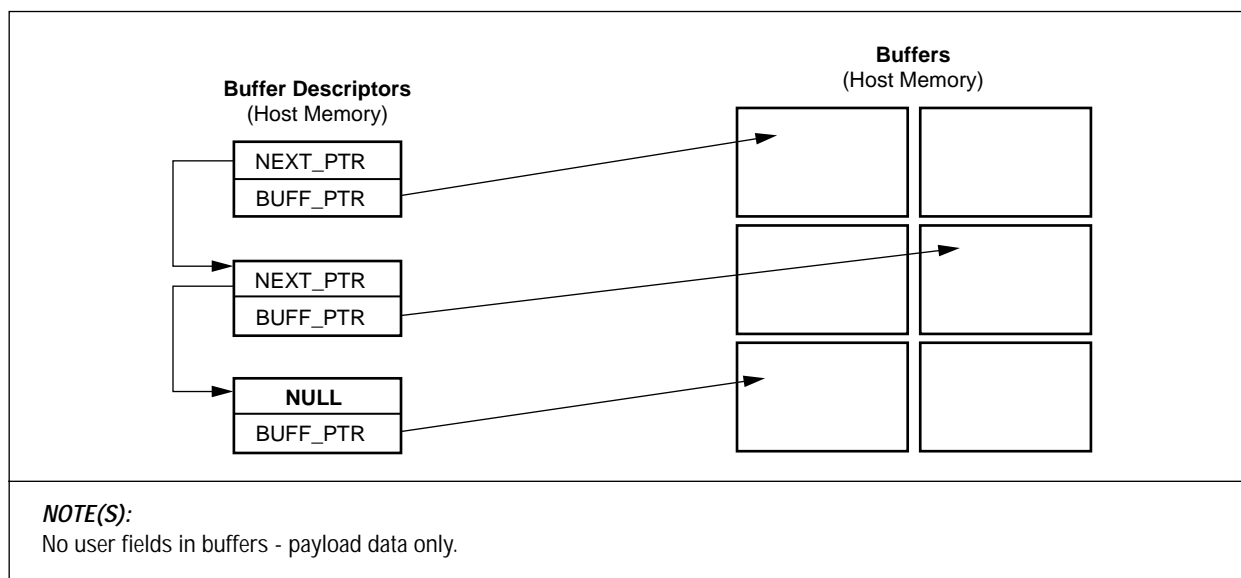 Buffer Descriptors
(Host Memory)
Buffers
(Host Memory)
NEXT_PTR
BUFF_PTR
NEXT_PTR
BUFF_PTR
NULL
BUFF_PTR
NOTE(S):
No user fields in buffers - payload data only.